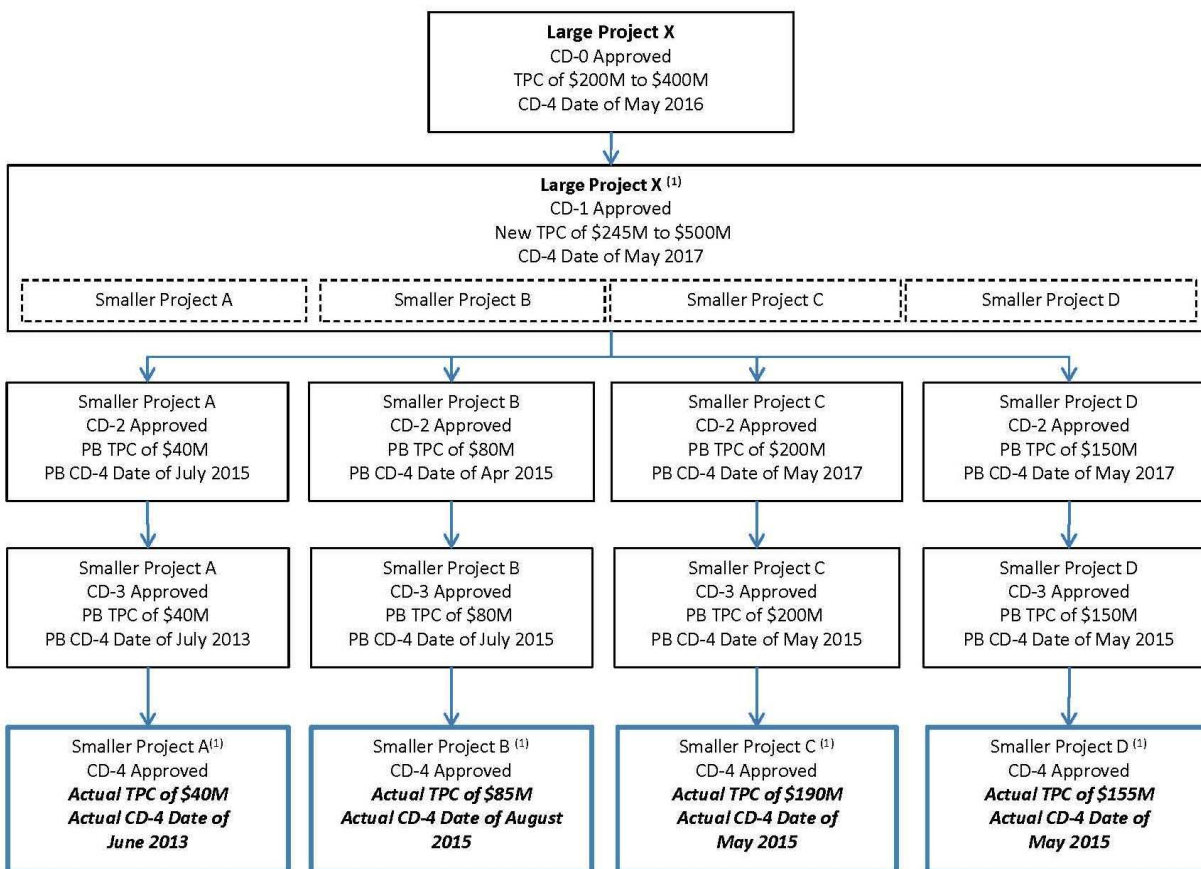 Large Project X
CD-0 Approved
TPC of $200M to $400M
CD-4 Date of May 2016
Large Project X (1)
CD-1 Approved
New TPC of $245M to $500M
CD-4 Date of May 2017
Smaller Project A
Smaller Project B
Smaller Project C
Smaller Project D
Smaller Project A
CD-2 Approved
PB TPC of $40M
PB CD-4 Date of July 2015
Smaller Project B
CD-2 Approved
PB TPC of $80M
PB CD-4 Date of Apr 2015
Smaller Project C
CD-2 Approved
PB TPC of $200M
PB CD-4 Date of May 2017
Smaller Project D
CD-2 Approved
PB TPC of $150M
PB CD-4 Date of May 2017
Smaller Project A
CD-3 Approved
PB TPC of $40M
PB CD-4 Date of July 2013
Smaller Project B
CD-3 Approved
PB TPC of $80M
PB CD-4 Date of July 2015
Smaller Project C
CD-3 Approved
PB TPC of $200M
PB CD-4 Date of May 2015
Smaller Project D
CD-3 Approved
PB TPC of $150M
PB CD-4 Date of May 2015
Smaller Project A(1)
CD-4 Approved
Actual TPC of $40M
Actual CD-4 Date of
June 2013
Smaller Project B (1)
CD-4 Approved
Actual TPC of $85M
Actual CD-4 Date of August
2015
Smaller Project C (1)
CD-4 Approved
Actual TPC of $190M
Actual CD-4 Date of
May 2015
Smaller Project D (1)
CD-4 Approved
Actual TPC of $155M
Actual CD-4 Date of
May 2015